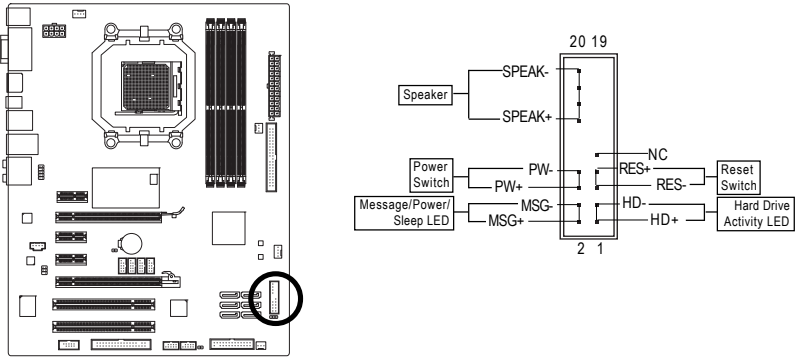 20 19
SPEAK-
Speaker
SPEAK+
NC
Power
Switch
PW-
PW+
RES+
RES-
Reset
Switch
Message/Power/
Sleep LED
MSG-
MSG+
HD-
HD+
Hard Drive
Activity LED
2 1